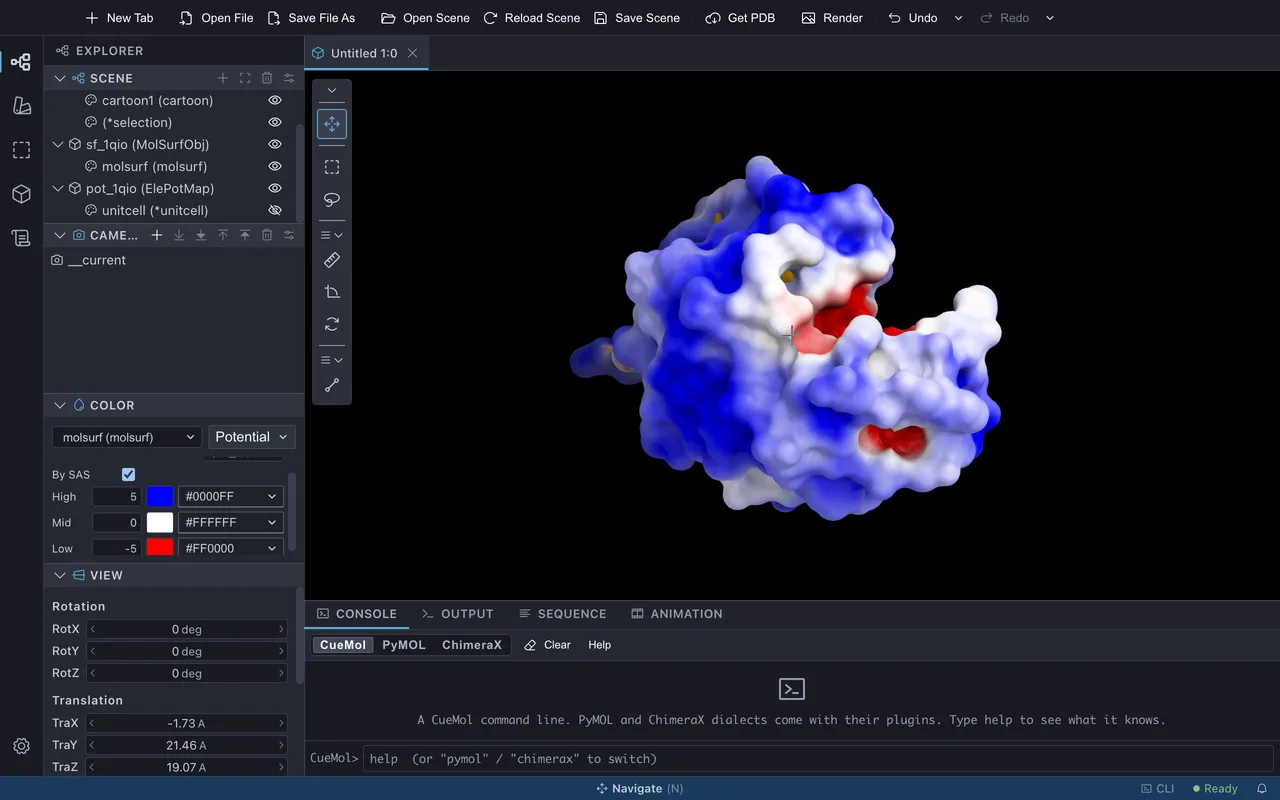 New Tab Open File Save File As Open Scene Reload Scene Save Scene Get PDB Render Undo Redo
EXPLORER
Untitled 1:0
SCENE
cartoon1 (cartoon)
(*selection)
sf_1qio (MolSurfObj)
molsurf (molsurf)
pot_1qio (ElePotMap)
unitcell (*unitcell)
CAME...
__current
COLOR
molsurf (molsurf) Potential
By SAS
High 5 #0000FF
Mid 0 #FFFFFF
Low -5 #FF0000
VIEW
Rotation
RotX 0 deg
RotY 0 deg
RotZ 0 deg
Translation
TraX -1.73 A
TraY 21.46 A
TraZ 19.07 A
CONSOLE OUTPUT SEQUENCE ANIMATION
CueMol PyMOL ChimeraX Clear Help
A CueMol command line. PyMOL and ChimeraX dialects come with their plugins. Type help to see what it knows.
CueMol> help (or "pymol" / "chimerax" to switch)
Navigate (N) CLI Ready